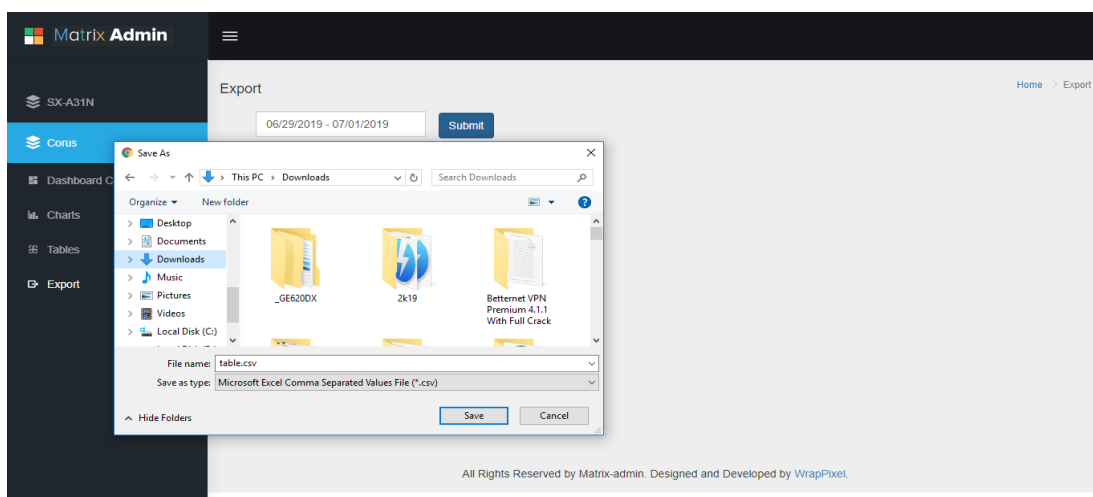 Matrix Admin
SX-A31N
Corus
Dashboard C
Charts
Tables
Export
Export
Home > Export
06/29/2019 - 07/01/2019
Submit
Save As
This PC > Downloads
Search Downloads
Organize
New folder
Desktop
Documents
Downloads
Music
Pictures
Videos
Local Disk (C:)
_GE620DX
2k19
Betternet VPN
Premium 4.1.1
With Full Crack
File name: table.csv
Save as type: Microsoft Excel Comma Separated Values File (*.csv)
Hide Folders
Save
Cancel
All Rights Reserved by Matrix-admin. Designed and Developed by WrapPixel.